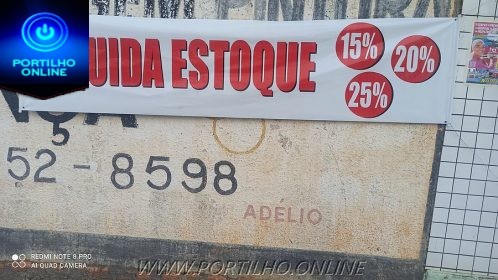 PORTILHO
ONLINE
UIDA ESTOQUE
15%
20%
25%
52-8598
ADÉLIO
REDMI NOTE 8 PRO
AI QUAD CAMERA
WWW.PORTILHO.ONLINE